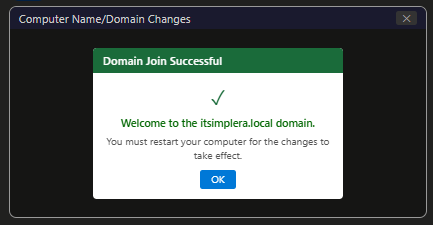 Computer Name/Domain Changes
Domain Join Successful
Welcome to the itsimplera.local domain.
You must restart your computer for the changes to
take effect.
OK